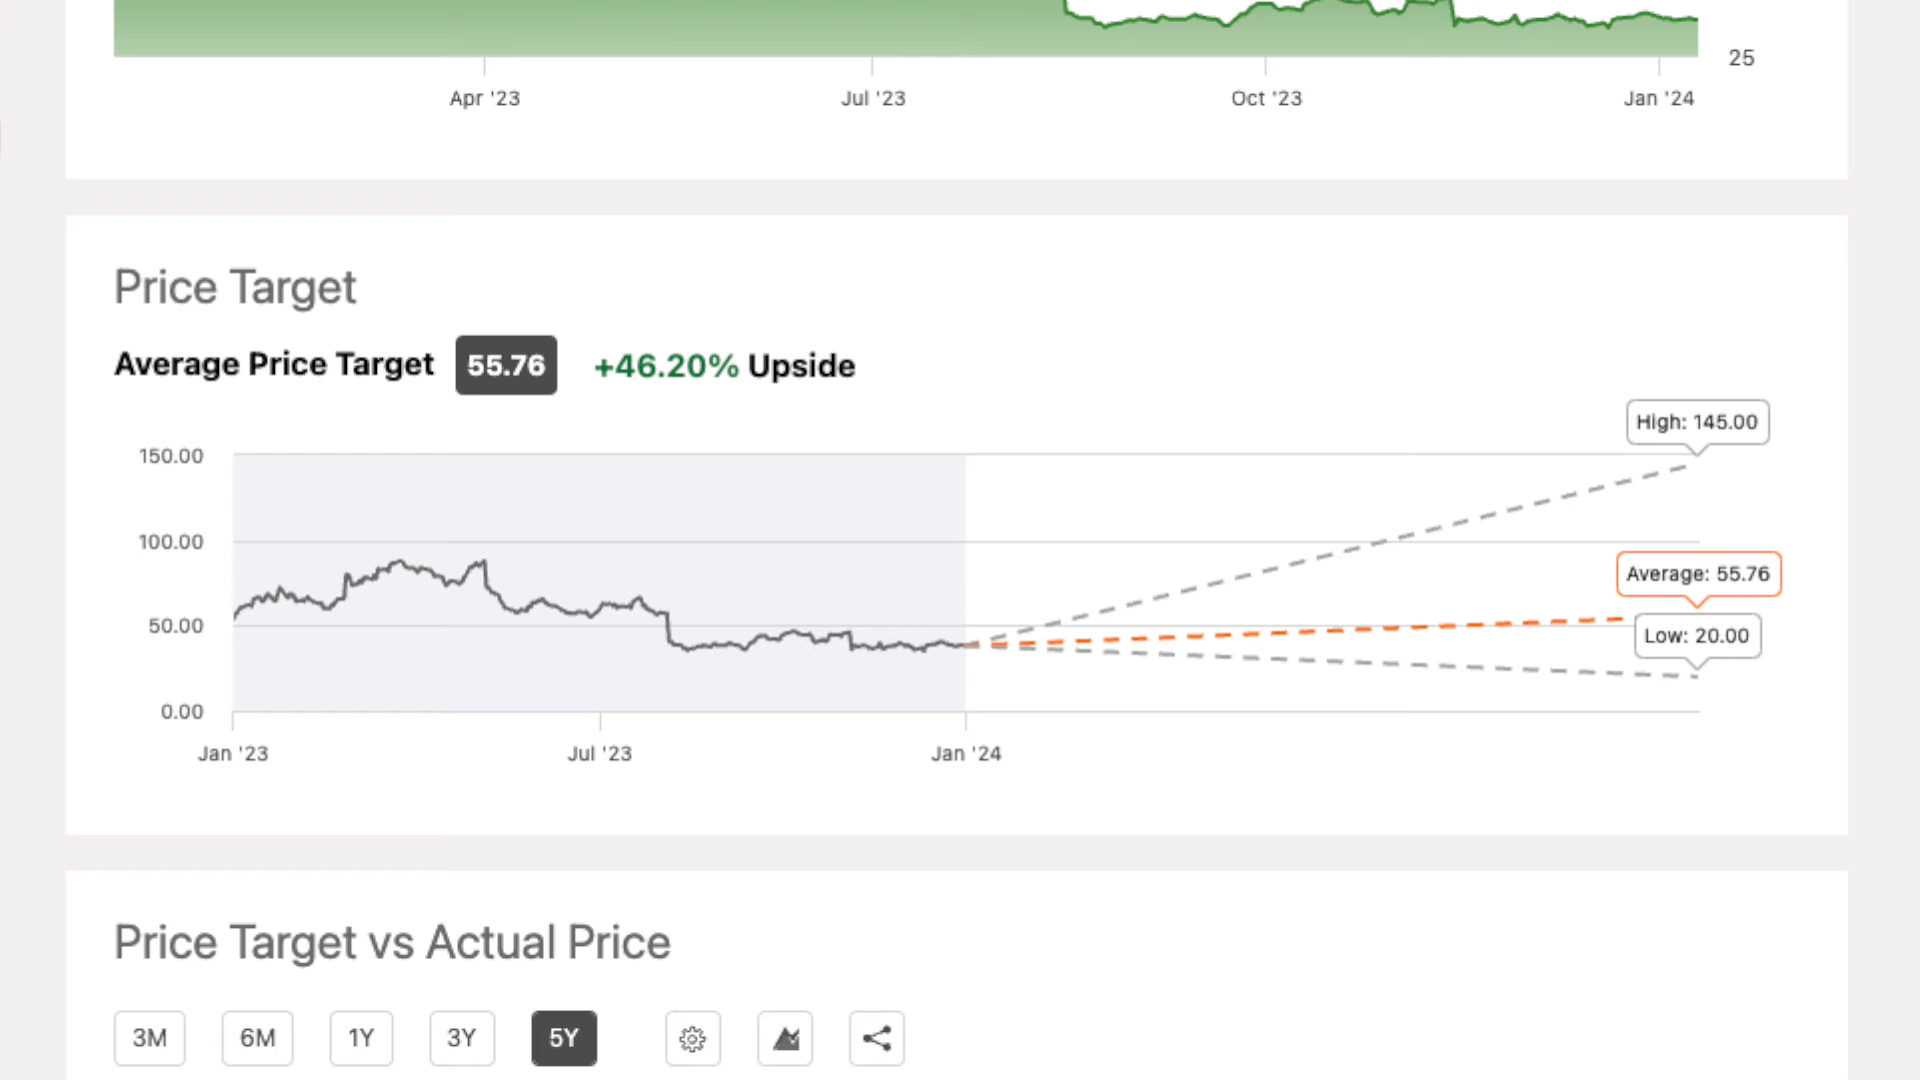 25
Apr '23 Jul '23 Oct '23 Jan '24
Price Target
Average Price Target 55.76 +46.20% Upside
High: 145.00
150.00
100.00
Average: 55.76
50.00
Low: 20.00
0.00
Jan '23 Jul '23 Jan '24
Price Target vs Actual Price
3M 6M 1Y 3Y 5Y